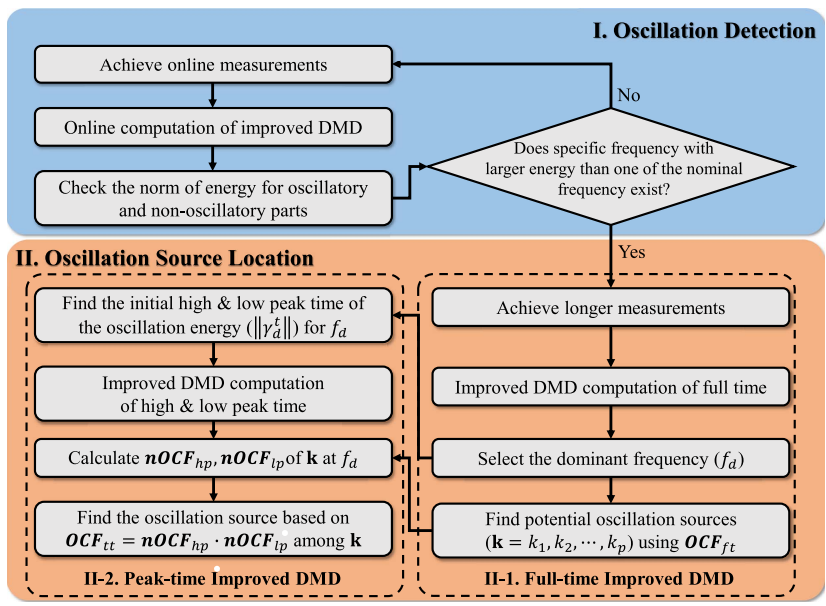 I. Oscillation Detection
Achieve online measurements
Online computation of improved DMD
Check the norm of energy for oscillatory
and non-oscillatory parts
Does specific frequency with
larger energy than one of the nominal
frequency exist?
No
Yes
II. Oscillation Source Location
Achieve longer measurements
Improved DMD computation of full time
Select the dominant frequency (f_d)
Find potential oscillation sources
(k = k_1, k_2, ⋯, k_p) using OCF_ft
II-1. Full-time Improved DMD
Find the initial high & low peak time of
the oscillation energy (‖γ_d^t‖) for f_d
Improved DMD computation
of high & low peak time
Calculate nOCF_hp, nOCF_lp of k at f_d
Find the oscillation source based on
OCF_tt = nOCF_hp · nOCF_lp among k
II-2. Peak-time Improved DMD